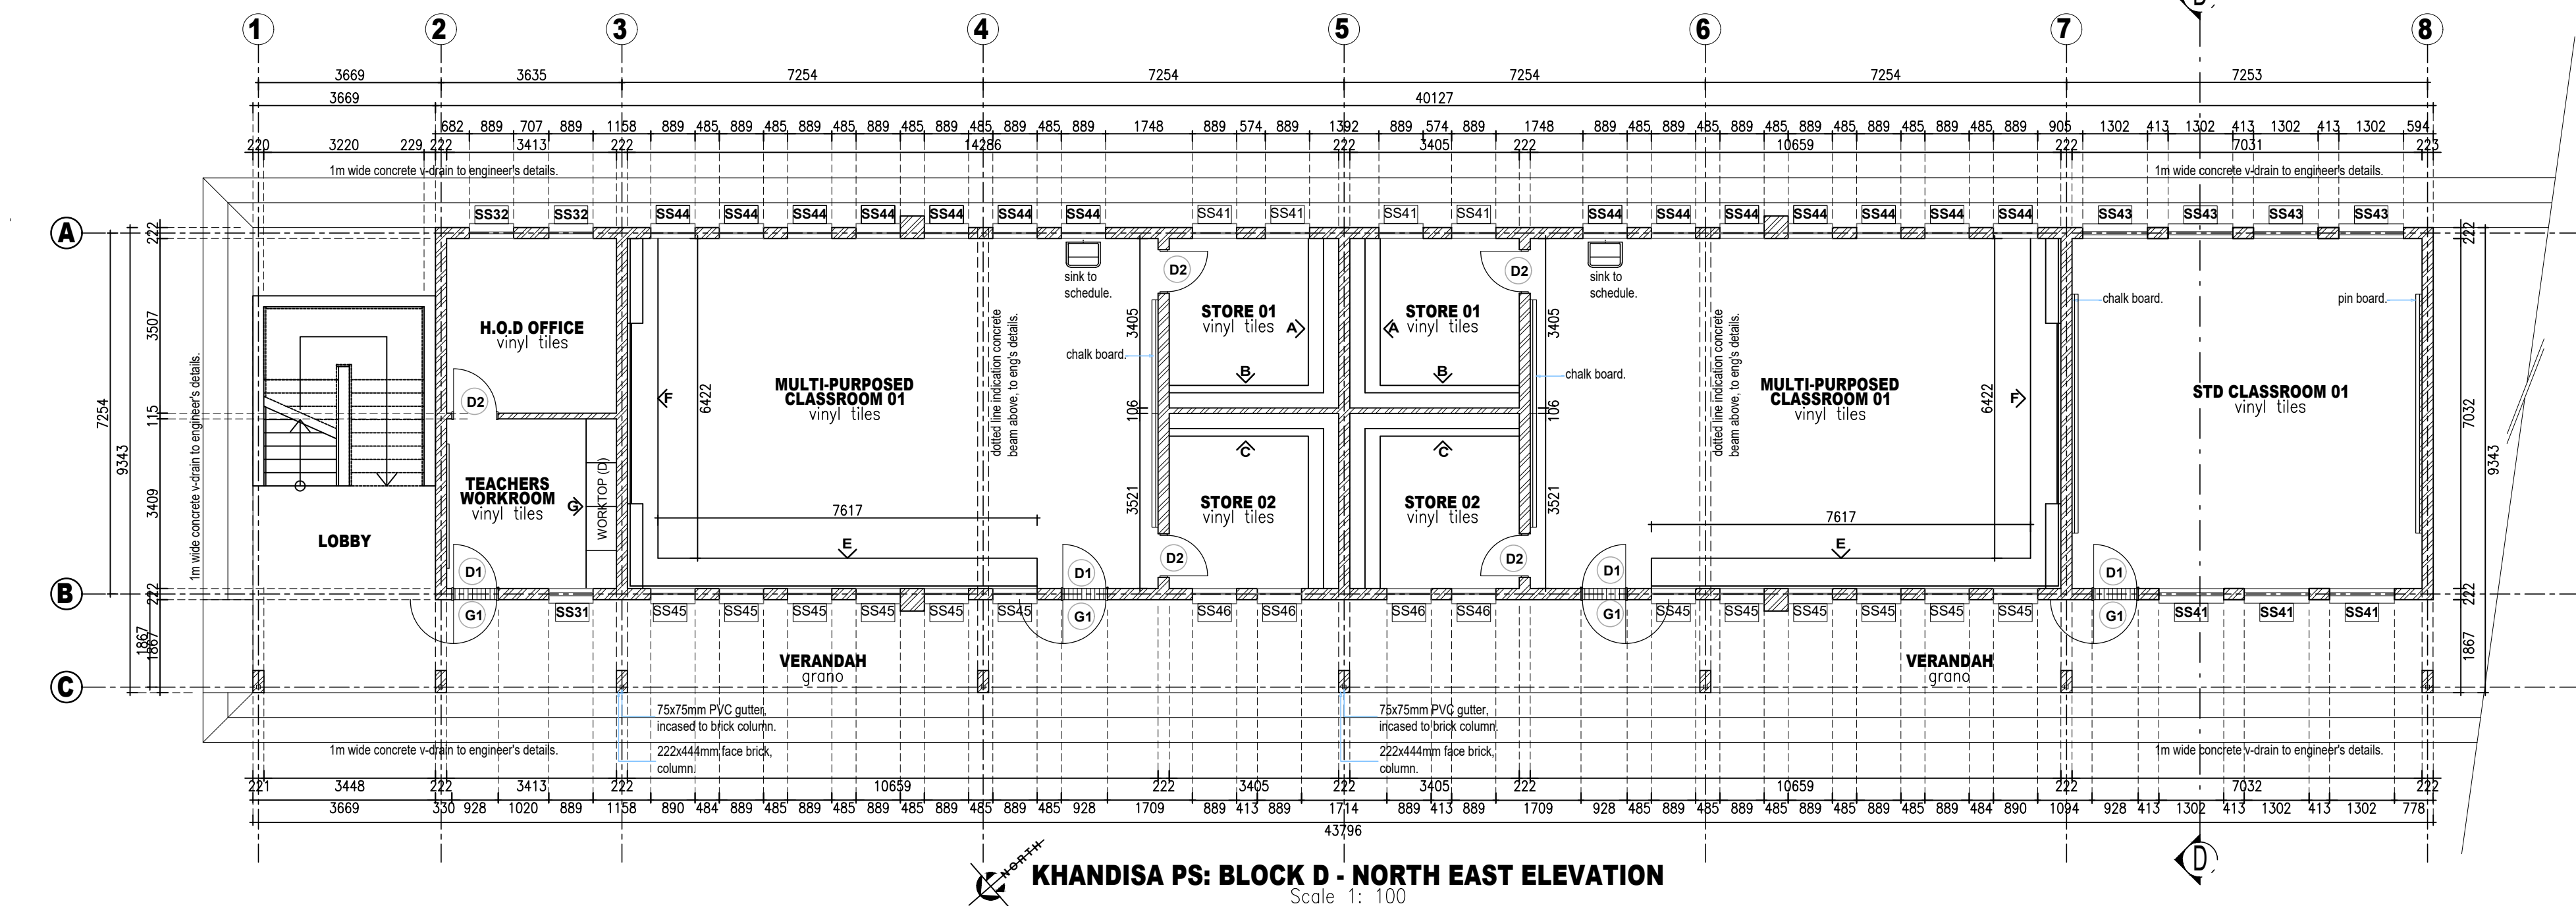 D
1 2 3 4 5 6 7 8
3669 3635 7254 7254 7254 7254 7253
3669 40127
682 889 707 889 1158 889 485 889 485 889 485 889 485 889 485 889 485 889 1748 889 574 889 1392 889 574 889 1748 889 485 889 485 889 485 889 485 889 485 889 485 889 905 1302 413 1302 413 1302 413 1302 594
220 3220 229 222 3413 222 14286 222 3405 222 10659 222 7031 223
1m wide concrete v-drain to engineer's details. 1m wide concrete v-drain to engineer's details.
SS32 SS32 SS44 SS44 SS44 SS44 SS44 SS44 SS44 SS41 SS41 SS41 SS41 SS44 SS44 SS44 SS44 SS44 SS44 SS44 SS43 SS43 SS43 SS43
A
222
222
sink to
schedule.
sink to
schedule.
D2
D2
chalk board.
pin board.
H.O.D OFFICE
vinyl tiles
STORE 01
vinyl tiles
A
STORE 01
vinyl tiles
A
3507
3405
3405
chalk board.
chalk board.
B
B
dotted line indication concrete
beam above, to eng's details.
dotted line indication concrete
beam above, to eng's details.
MULTI-PURPOSED
CLASSROOM 01
vinyl tiles
MULTI-PURPOSED
CLASSROOM 01
vinyl tiles
STD CLASSROOM 01
vinyl tiles
F
6422
6422
F
D2
7254
115
106
106
7032
9343
9343
1m wide concrete v-drain to engineer's details.
C
C
TEACHERS
WORKROOM
vinyl tiles
G
WORKTOP (D)
3409
STORE 02
vinyl tiles
STORE 02
vinyl tiles
3521
3521
7617
7617
LOBBY
E
E
D2
D2
D1
D1
D1
D1
B
222
222
G1 SS31 SS45 SS45 SS45 SS45 SS45 SS45 G1 SS46 SS46 SS46 SS46 G1 SS45 SS45 SS45 SS45 SS45 SS45 G1 SS41 SS41 SS41
1867
1867
1867
VERANDAH
grano
VERANDAH
grano
C
75x75mm PVC gutter,
incased to brick column.
75x75mm PVC gutter,
incased to brick column.
222x444mm face brick,
column.
222x444mm face brick,
column.
1m wide concrete v-drain to engineer's details. 1m wide concrete v-drain to engineer's details.
221 3448 222 3413 222 10659 222 3405 222 3405 222 10659 222 7032 222
3669 330 928 1020 889 1158 890 484 889 485 889 485 889 485 889 485 889 485 928 1709 889 413 889 1714 889 413 889 1709 928 485 889 485 889 485 889 485 889 485 889 484 890 1094 928 413 1302 413 1302 413 1302 778
43796
NORTH
KHANDISA PS: BLOCK D - NORTH EAST ELEVATION
Scale 1: 100
D